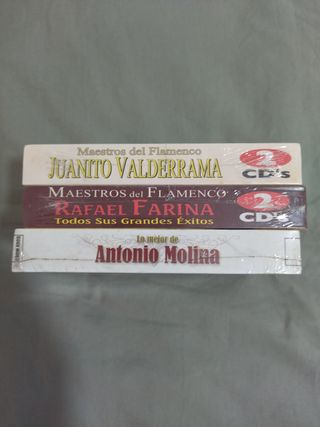 Maestros del Flamenco
JUANITO VALDERRAMA
2
CD's
MAESTROS del FLAMENCO
RAFAEL FARINA
Todos Sus Grandes Éxitos
2
CD's
Lo mejor de
Antonio Molina